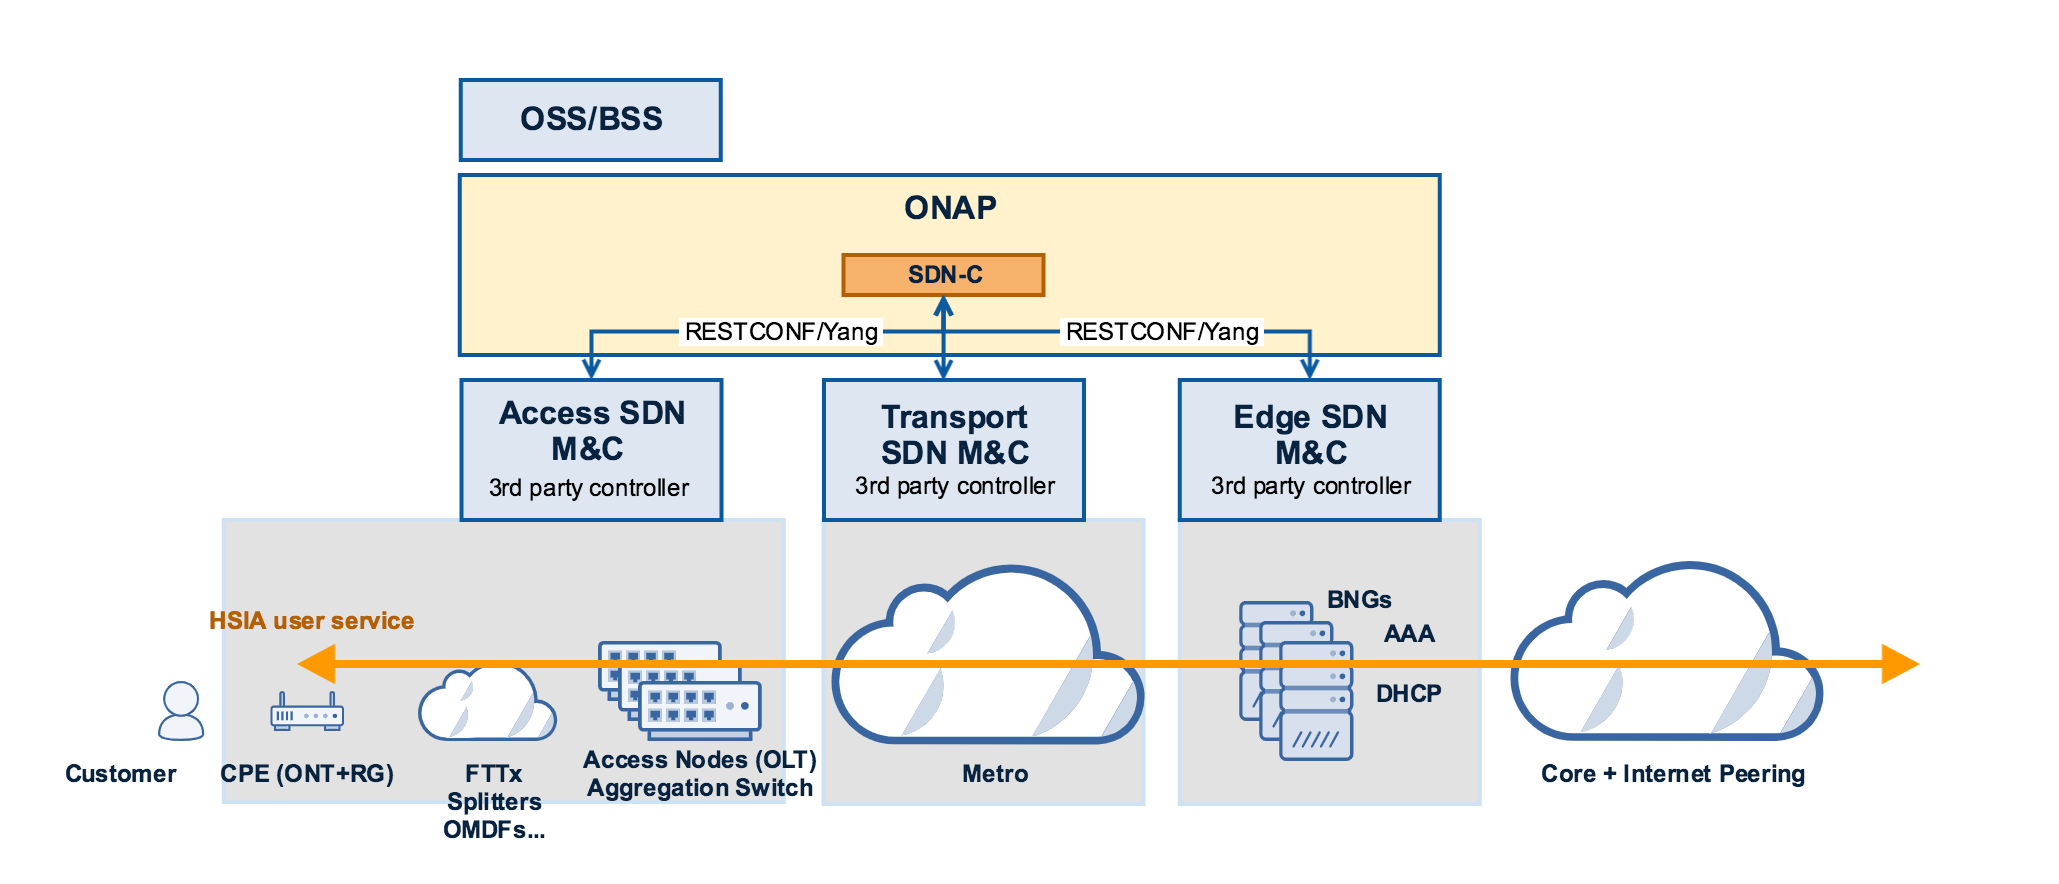 OSS/BSS
ONAP
SDN-C
RESTCONF/Yang
RESTCONF/Yang
Access SDN
M&C
3rd party controller
Transport
SDN M&C
3rd party controller
Edge SDN
M&C
3rd party controller
HSIA user service
BNGs
AAA
DHCP
Customer
CPE (ONT+RG)
FTTx
Splitters
OMDFs...
Access Nodes (OLT)
Aggregation Switch
Metro
Core + Internet Peering